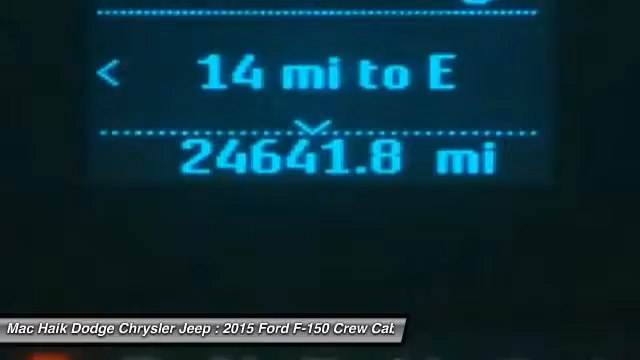 < 14 mi to E
24641.8 mi
Mac Haik Dodge Chrysler Jeep : 2015 Ford F-150 Crew Cab